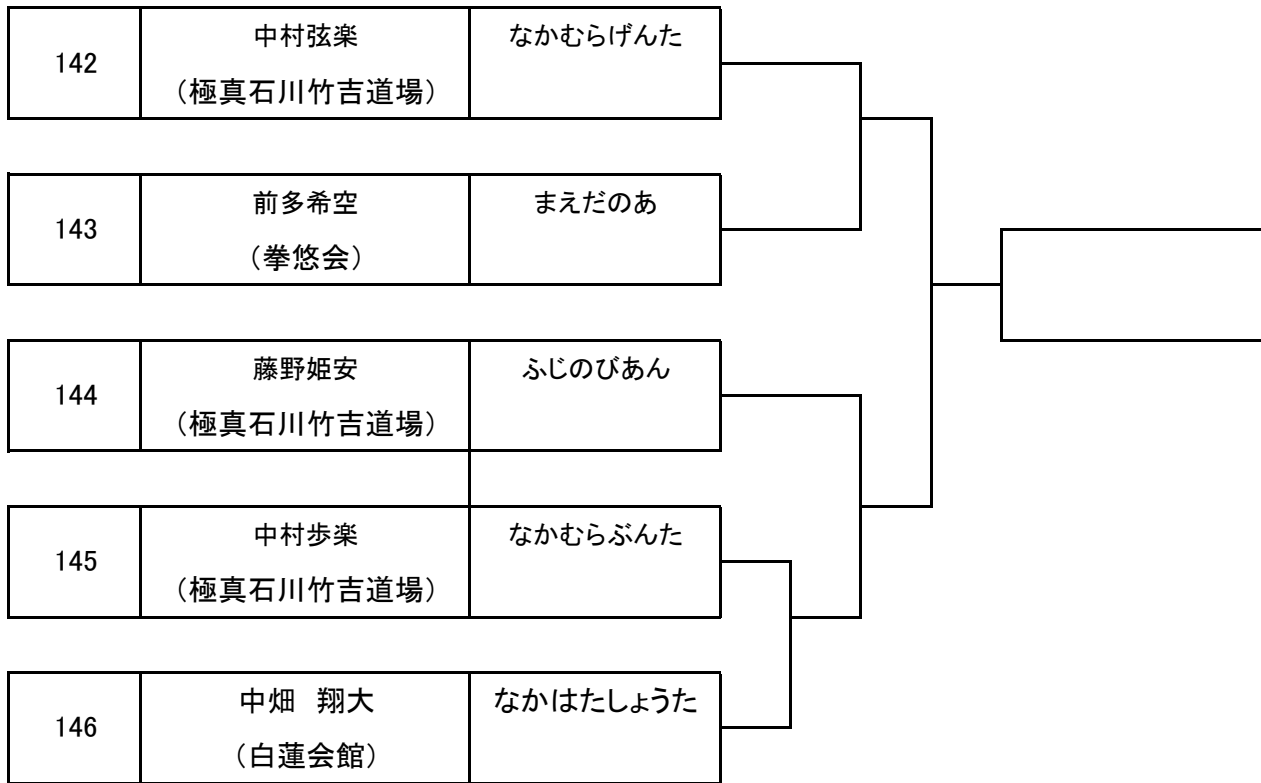 142
中村弦楽
（極真石川竹吉道場）
なかむらげんた
143
前多希空
（拳悠会）
まえだのあ
144
藤野姫安
（極真石川竹吉道場）
ふじのびあん
145
中村歩楽
（極真石川竹吉道場）
なかむらぶんた
146
中畑　翔大
（白蓮会館）
なかはたしょうた